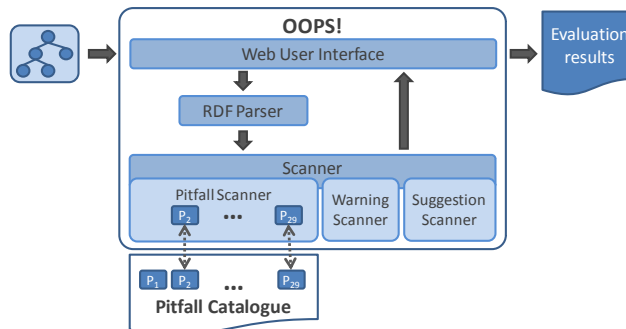 OOPS!
Web User Interface
Evaluation
results
RDF Parser
Scanner
Pitfall Scanner
P2 ... P29
Warning
Scanner
Suggestion
Scanner
P1 P2 ... P29
Pitfall Catalogue